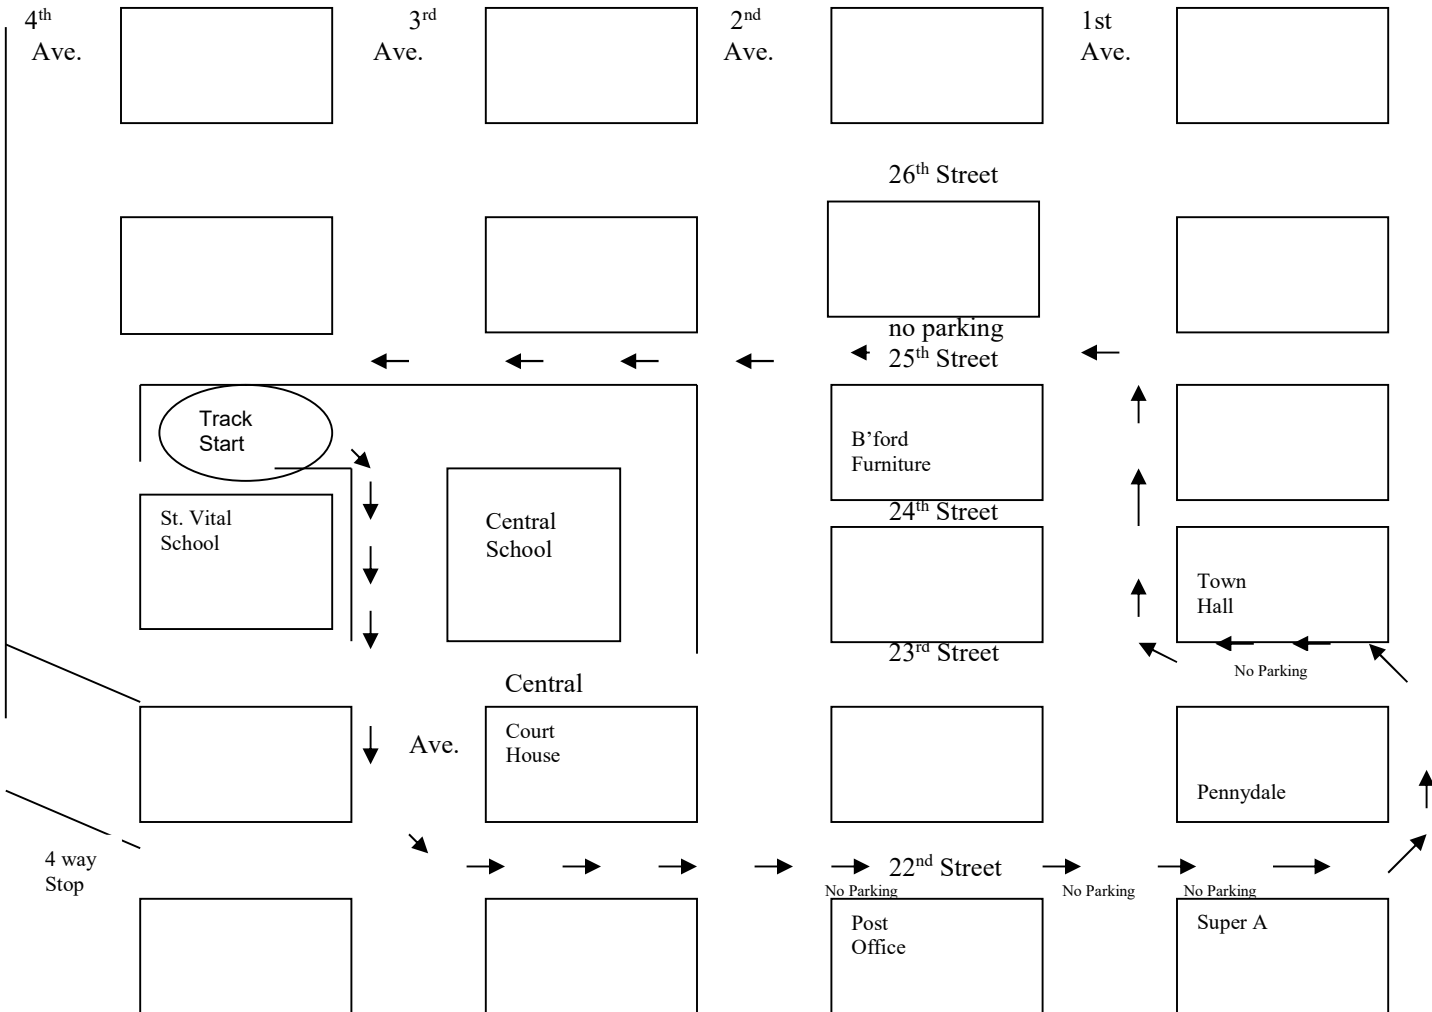 4th
Ave.
3rd
Ave.
2nd
Ave.
1st
Ave.
26th Street
no parking
25th Street
Track
Start
B’ford
Furniture
24th Street
St. Vital
School
Central
School
Town
Hall
23rd Street
No Parking
Central
Ave.
Court
House
Pennydale
4 way
Stop
22nd Street
No Parking
No Parking
No Parking
Post
Office
Super A